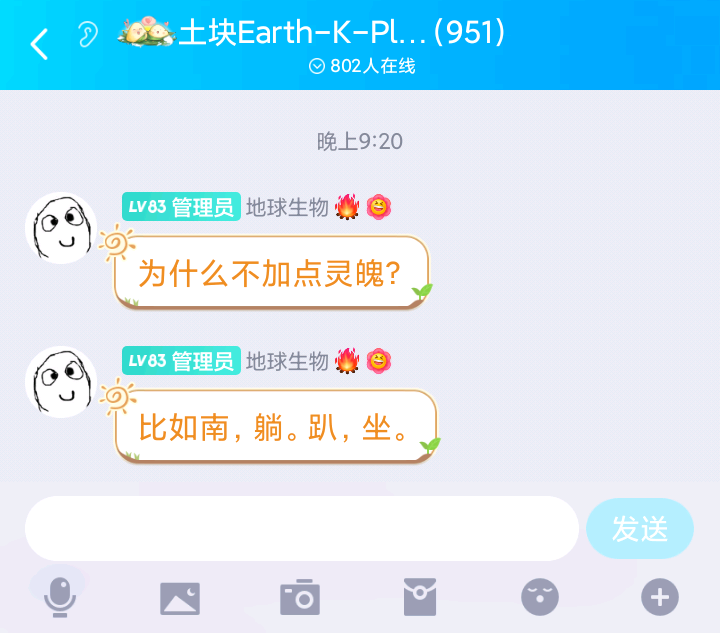 土块Earth-K-Pl...(951)
802人在线
晚上9:20
LV83 管理员 地球生物
为什么不加点灵魄?
LV83 管理员 地球生物
比如南，躺。趴，坐。
发送